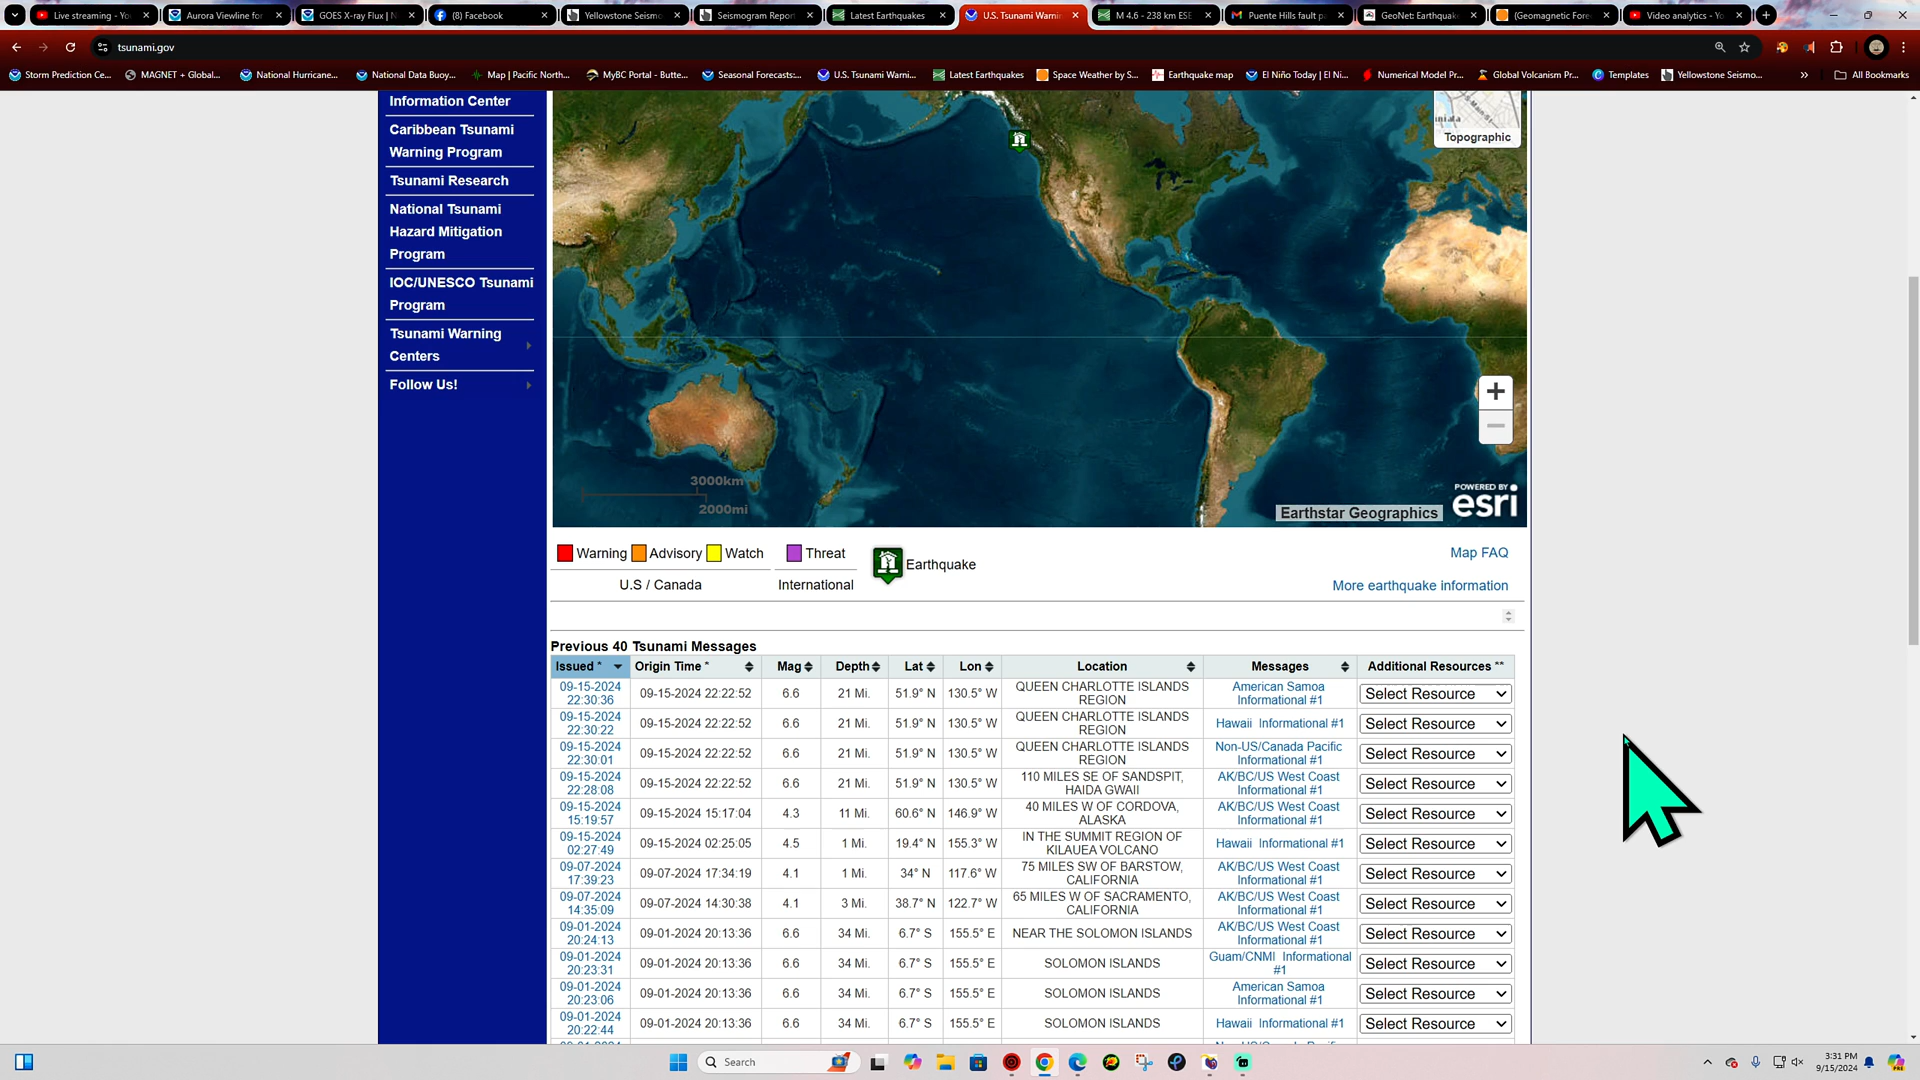 Live streaming - Yo
Aurora Viewline for
GOES X-ray Flux | N
(8) Facebook
Yellowstone Seismo
Seismogram Report
Latest Earthquakes
U.S. Tsunami Warnin
M 4.6 - 238 km ESE
Puente Hills fault pa
GeoNet: Earthquake
(Geomagnetic Fore
Video analytics - Yo
tsunami.gov
Storm Prediction Ce...
MAGNET + Global...
National Hurricane...
National Data Buoy...
Map | Pacific North...
MyBC Portal - Butte...
Seasonal Forecasts:...
U.S. Tsunami Warni...
Latest Earthquakes
Space Weather by S...
Earthquake map
El Niño Today | El Ni...
Numerical Model Pr...
Global Volcanism Pr...
Templates
Yellowstone Seismo...
All Bookmarks
Information Center
Caribbean Tsunami
Warning Program
Tsunami Research
National Tsunami
Hazard Mitigation
Program
IOC/UNESCO Tsunami
Program
Tsunami Warning
Centers
Follow Us!
Topographic
3000km
2000mi
Earthstar Geographics
POWERED BY
esri
Warning Advisory Watch Threat Earthquake
U.S / Canada International
Map FAQ
More earthquake information
Previous 40 Tsunami Messages
Issued * Origin Time * Mag Depth Lat Lon Location Messages Additional Resources **
09-15-2024 22:30:36 09-15-2024 22:22:52 6.6 21 Mi. 51.9° N 130.5° W QUEEN CHARLOTTE ISLANDS REGION American Samoa Informational #1 Select Resource
09-15-2024 22:30:22 09-15-2024 22:22:52 6.6 21 Mi. 51.9° N 130.5° W QUEEN CHARLOTTE ISLANDS REGION Hawaii Informational #1 Select Resource
09-15-2024 22:30:01 09-15-2024 22:22:52 6.6 21 Mi. 51.9° N 130.5° W QUEEN CHARLOTTE ISLANDS REGION Non-US/Canada Pacific Informational #1 Select Resource
09-15-2024 22:28:08 09-15-2024 22:22:52 6.6 21 Mi. 51.9° N 130.5° W 110 MILES SE OF SANDSPIT, HAIDA GWAII AK/BC/US West Coast Informational #1 Select Resource
09-15-2024 15:19:57 09-15-2024 15:17:04 4.3 11 Mi. 60.6° N 146.9° W 40 MILES W OF CORDOVA, ALASKA AK/BC/US West Coast Informational #1 Select Resource
09-15-2024 02:27:49 09-15-2024 02:25:05 4.5 1 Mi. 19.4° N 155.3° W IN THE SUMMIT REGION OF KILAUEA VOLCANO Hawaii Informational #1 Select Resource
09-07-2024 17:39:23 09-07-2024 17:34:19 4.1 1 Mi. 34° N 117.6° W 75 MILES SW OF BARSTOW, CALIFORNIA AK/BC/US West Coast Informational #1 Select Resource
09-07-2024 14:35:09 09-07-2024 14:30:38 4.1 3 Mi. 38.7° N 122.7° W 65 MILES W OF SACRAMENTO, CALIFORNIA AK/BC/US West Coast Informational #1 Select Resource
09-01-2024 20:24:13 09-01-2024 20:13:36 6.6 34 Mi. 6.7° S 155.5° E NEAR THE SOLOMON ISLANDS AK/BC/US West Coast Informational #1 Select Resource
09-01-2024 20:23:31 09-01-2024 20:13:36 6.6 34 Mi. 6.7° S 155.5° E SOLOMON ISLANDS Guam/CNMI Informational #1 Select Resource
09-01-2024 20:23:06 09-01-2024 20:13:36 6.6 34 Mi. 6.7° S 155.5° E SOLOMON ISLANDS American Samoa Informational #1 Select Resource
09-01-2024 20:22:44 09-01-2024 20:13:36 6.6 34 Mi. 6.7° S 155.5° E SOLOMON ISLANDS Hawaii Informational #1 Select Resource
Search
3:31 PM
9/15/2024